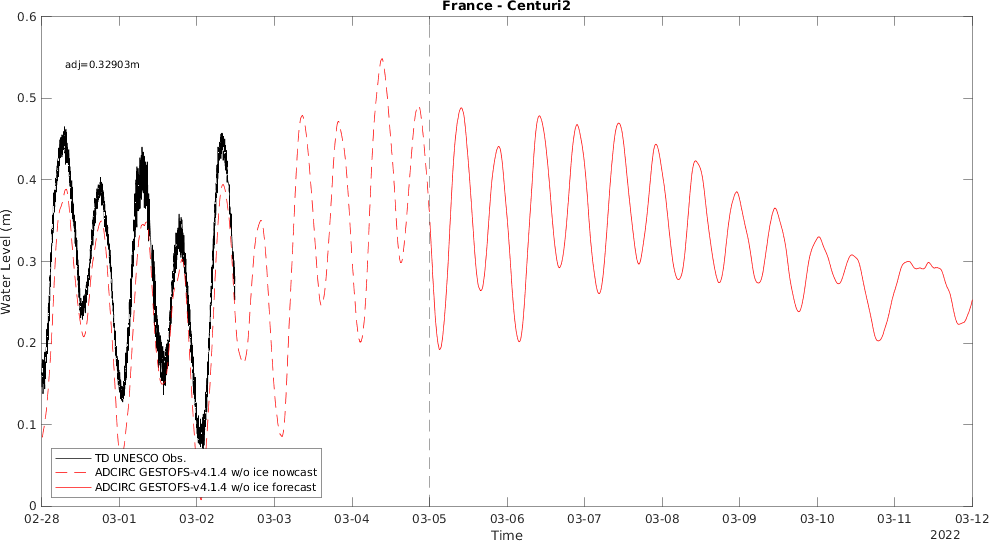 France - Centuri2
adj=0.32903m
Water Level (m)
0.6
0.5
0.4
0.3
0.2
0.1
0
TD UNESCO Obs.
ADCIRC GESTOFS-v4.1.4 w/o ice nowcast
ADCIRC GESTOFS-v4.1.4 w/o ice forecast
02-28 03-01 03-02 03-03 03-04 03-05 03-06 03-07 03-08 03-09 03-10 03-11 03-12
Time
2022